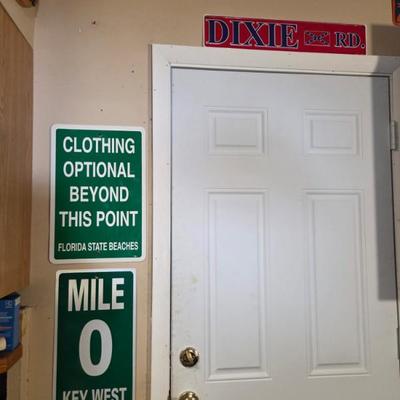 DIXIE RD.
CLOTHING
OPTIONAL
BEYOND
THIS POINT
FLORIDA STATE BEACHES
MILE
0
KEY WEST